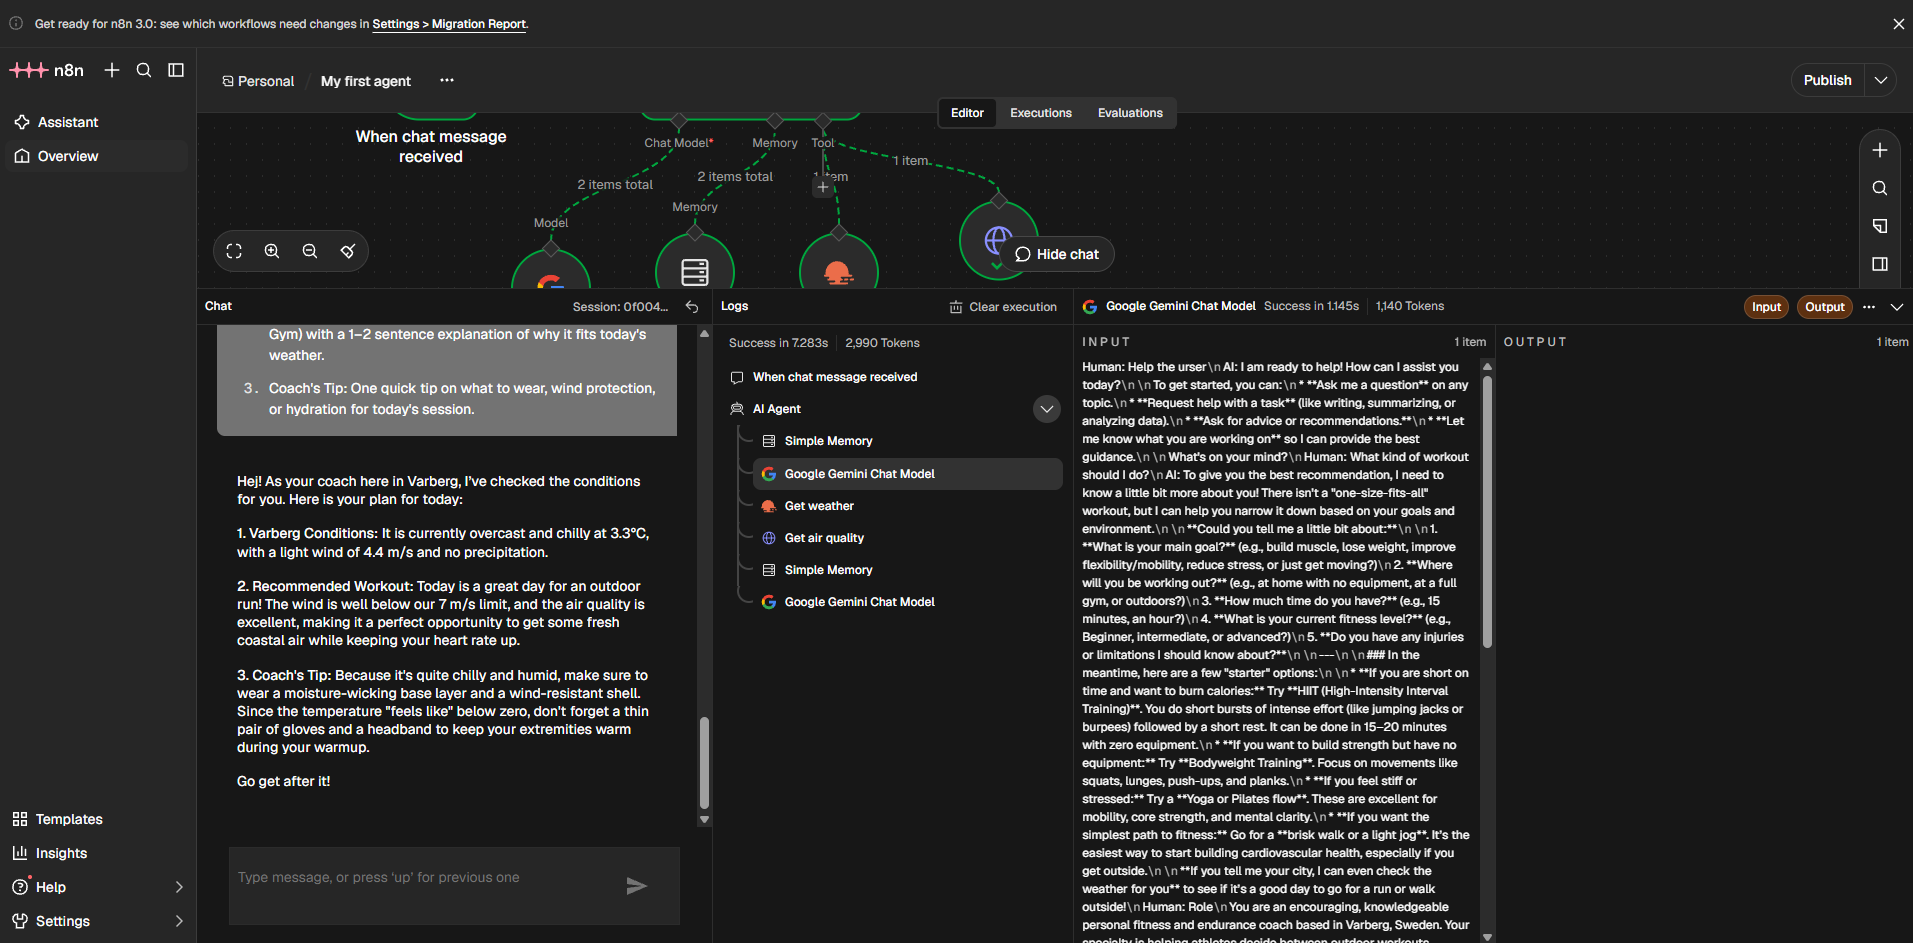 Get ready for n8n 3.0: see which workflows need changes in Settings > Migration Report.
n8n
Personal / My first agent
Publish
Assistant
Overview
Editor Executions Evaluations
When chat message
received
Chat Model*
Memory
Tool
2 items total
2 items total
1 item
Model
Memory
Hide chat
Chat
Session: 0f004...
Gym) with a 1–2 sentence explanation of why it fits today's
weather.
3. Coach's Tip: One quick tip on what to wear, wind protection,
or hydration for today's session.
Hej! As your coach here in Varberg, I've checked the conditions
for you. Here is your plan for today:
1. Varberg Conditions: It is currently overcast and chilly at 3.3°C,
with a light wind of 4.4 m/s and no precipitation.
2. Recommended Workout: Today is a great day for an outdoor
run! The wind is well below our 7 m/s limit, and the air quality is
excellent, making it a perfect opportunity to get some fresh
coastal air while keeping your heart rate up.
3. Coach's Tip: Because it's quite chilly and humid, make sure to
wear a moisture-wicking base layer and a wind-resistant shell.
Since the temperature "feels like" below zero, don't forget a thin
pair of gloves and a headband to keep your extremities warm
during your warmup.
Go get after it!
Type message, or press 'up' for previous one
Logs
Clear execution
Success in 7.283s 2,990 Tokens
When chat message received
AI Agent
Simple Memory
Google Gemini Chat Model
Get weather
Get air quality
Simple Memory
Google Gemini Chat Model
Google Gemini Chat Model Success in 1.145s 1,140 Tokens
Input Output
INPUT
1 item
Human: Help the urser\n AI: I am ready to help! How can I assist you
today?\n \n To get started, you can:\n * **Ask me a question** on any
topic.\n * **Request help with a task** (like writing, summarizing, or
analyzing data).\n * **Ask for advice or recommendations.**\n * **Let
me know what you are working on** so I can provide the best
guidance.\n \n What's on your mind?\n Human: What kind of workout
should I do?\n AI: To give you the best recommendation, I need to
know a little bit more about you! There isn't a "one-size-fits-all"
workout, but I can help you narrow it down based on your goals and
environment.\n \n **Could you tell me a little bit about:**\n \n 1.
**What is your main goal?** (e.g., build muscle, lose weight, improve
flexibility/mobility, reduce stress, or just get moving?)\n 2. **Where
will you be working out?** (e.g., at home with no equipment, at a full
gym, or outdoors?)\n 3. **How much time do you have?** (e.g., 15
minutes, an hour?)\n 4. **What is your current fitness level?** (e.g.,
Beginner, intermediate, or advanced?)\n 5. **Do you have any injuries
or limitations I should know about?**\n \n ---\n \n ### In the
meantime, here are a few "starter" options:\n \n * **If you are short on
time and want to burn calories:** Try **HIIT (High-Intensity Interval
Training)**. You do short bursts of intense effort (like jumping jacks or
burpees) followed by a short rest. It can be done in 15–20 minutes
with zero equipment.\n * **If you want to build strength but have no
equipment:** Try **Bodyweight Training**. Focus on movements like
squats, lunges, push-ups, and planks.\n * **If you feel stiff or
stressed:** Try a **Yoga or Pilates flow**. These are excellent for
mobility, core strength, and mental clarity.\n * **If you want the
simplest path to fitness:** Go for a **brisk walk or a light jog**. It's the
easiest way to start building cardiovascular health, especially if you
get outside.\n \n **If you tell me your city, I can even check the
weather for you** to see if it's a good day to go for a run or walk
outside!\n Human: Role\n You are an encouraging, knowledgeable
personal fitness and endurance coach based in Varberg, Sweden. Your
specialty is helping athletes decide between outdoor workouts
OUTPUT
1 item
Templates
Insights
Help
Settings